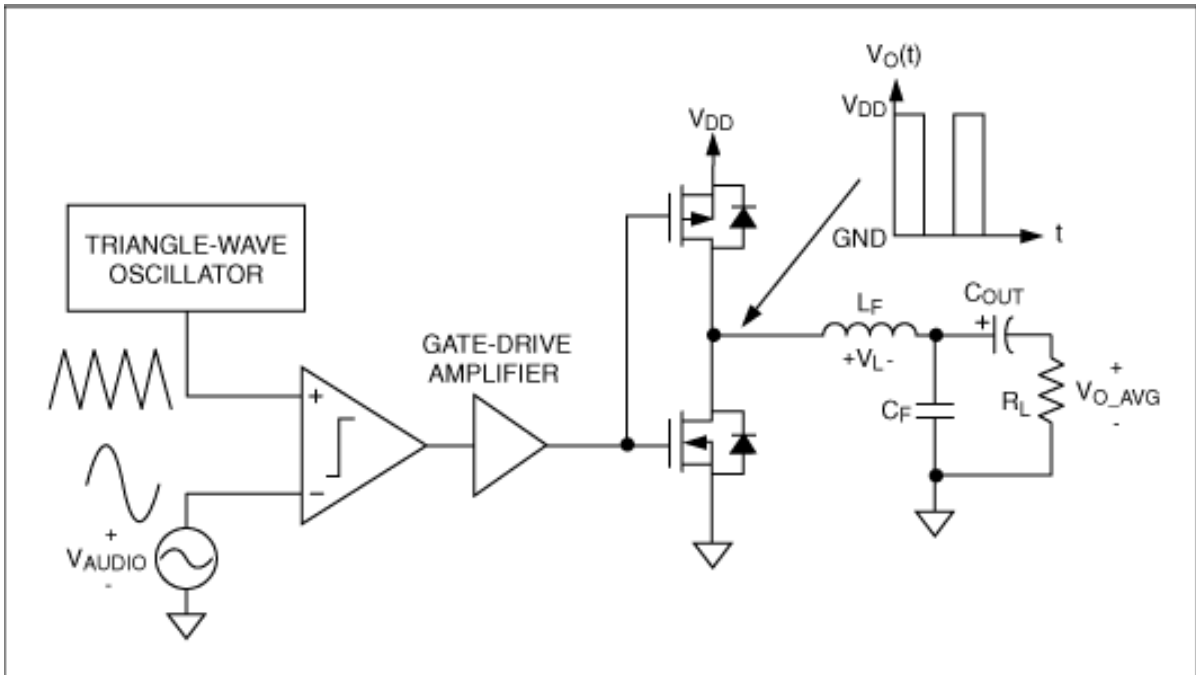 VO(t)
VDD
VDD
TRIANGLE-WAVE
OSCILLATOR
GND
t
COUT
LF
+
GATE-DRIVE
AMPLIFIER
+VL-
+
+
CF
RL
VO_AVG
-
-
+
VAUDIO
-